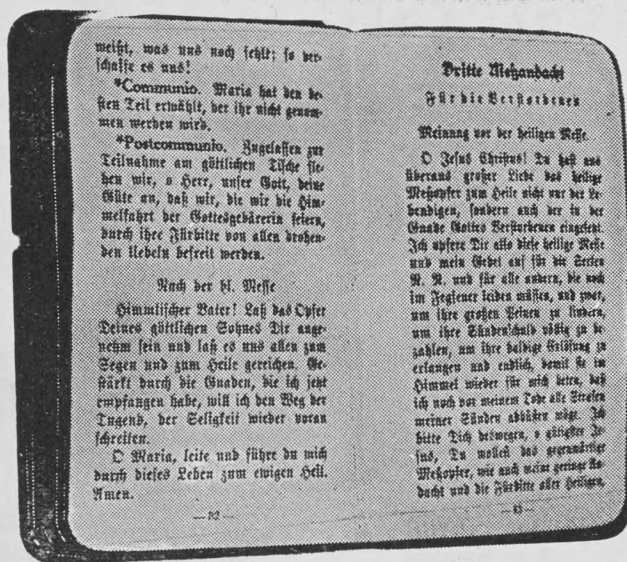 weißt, was uns noch fehlt; so ver-
schaffe es uns!
*Communio. Maria hat den be-
sten Teil erwählt, der ihr nicht genom-
men werden wird.
*Postcommunio. Zugelassen zur
Teilnahme am göttlichen Tische fle-
hen wir, o Herr, unser Gott, deine
Güte an, daß wir, die wir die Him-
melfahrt der Gottesgebärerin feiern,
durch ihre Fürbitte von allen drohen-
den Uebeln befreit werden.
Nach der hl. Messe
Himmlischer Vater! Laß das Opfer
Deines göttlichen Sohnes Dir ange-
nehm sein und laß es uns allen zum
Segen und zum Heile gereichen. Ge-
stärkt durch die Gnaden, die ich jetzt
empfangen habe, will ich den Weg der
Tugend, der Seligkeit wieder voran
schreiten.
O Maria, leite und führe du mich
durch dieses Leben zum ewigen Heil.
Amen.
— 82 —
Dritte Meßandacht
Für die Verstorbenen
Meinung vor der heiligen Messe.
O Jesus Christus! Du hast aus
überaus großer Liebe das heilige
Meßopfer zum Heile nicht nur der Le-
bendigen, sondern auch der in der
Gnade Gottes Verstorbenen eingesetzt.
Ich opfere Dir also diese heilige Messe
und mein Gebet auf für die Seelen
N. N. und für alle andern, die noch
im Fegfeuer leiden müssen, und zwar,
um ihre großen Peinen zu lindern,
um ihre Sündenschuld völlig zu be-
zahlen, um ihre baldige Erlösung zu
erlangen und endlich, damit sie im
Himmel wieder für mich beten, daß
ich noch vor meinem Tode alle Strafen
meiner Sünden abbüßen möge. Ich
bitte Dich deswegen, o gütigster Je-
sus, Du wollest das gegenwärtige
Meßopfer, wie auch meine geringe An-
dacht und die Fürbitte aller Heiligen,
— 83 —